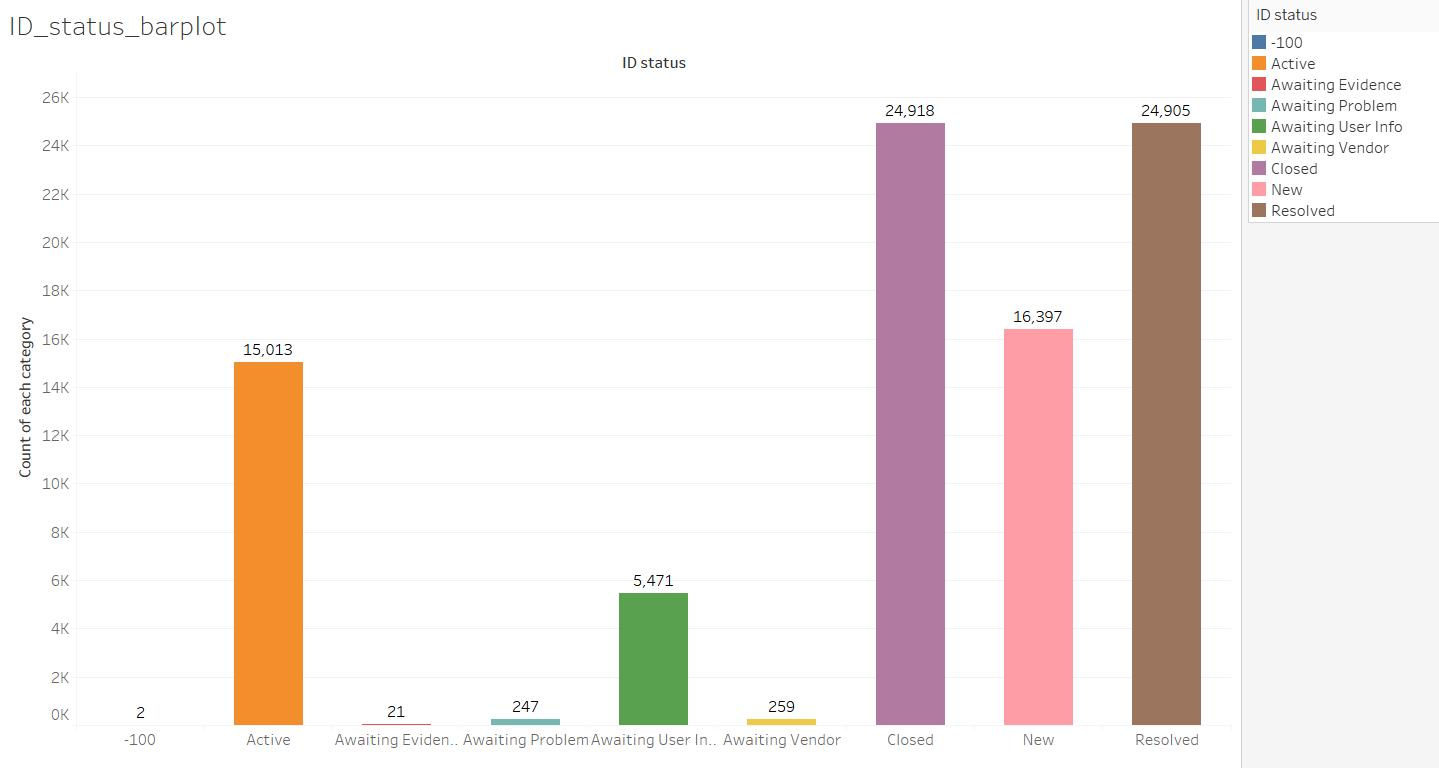 ID_status_barplot
ID status
Count of each category
26K
24K
22K
20K
18K
16K
14K
12K
10K
8K
6K
4K
2K
0K
2
15,013
21
247
5,471
259
24,918
16,397
24,905
-100
Active
Awaiting Eviden..
Awaiting Problem
Awaiting User In..
Awaiting Vendor
Closed
New
Resolved
ID status
-100
Active
Awaiting Evidence
Awaiting Problem
Awaiting User Info
Awaiting Vendor
Closed
New
Resolved